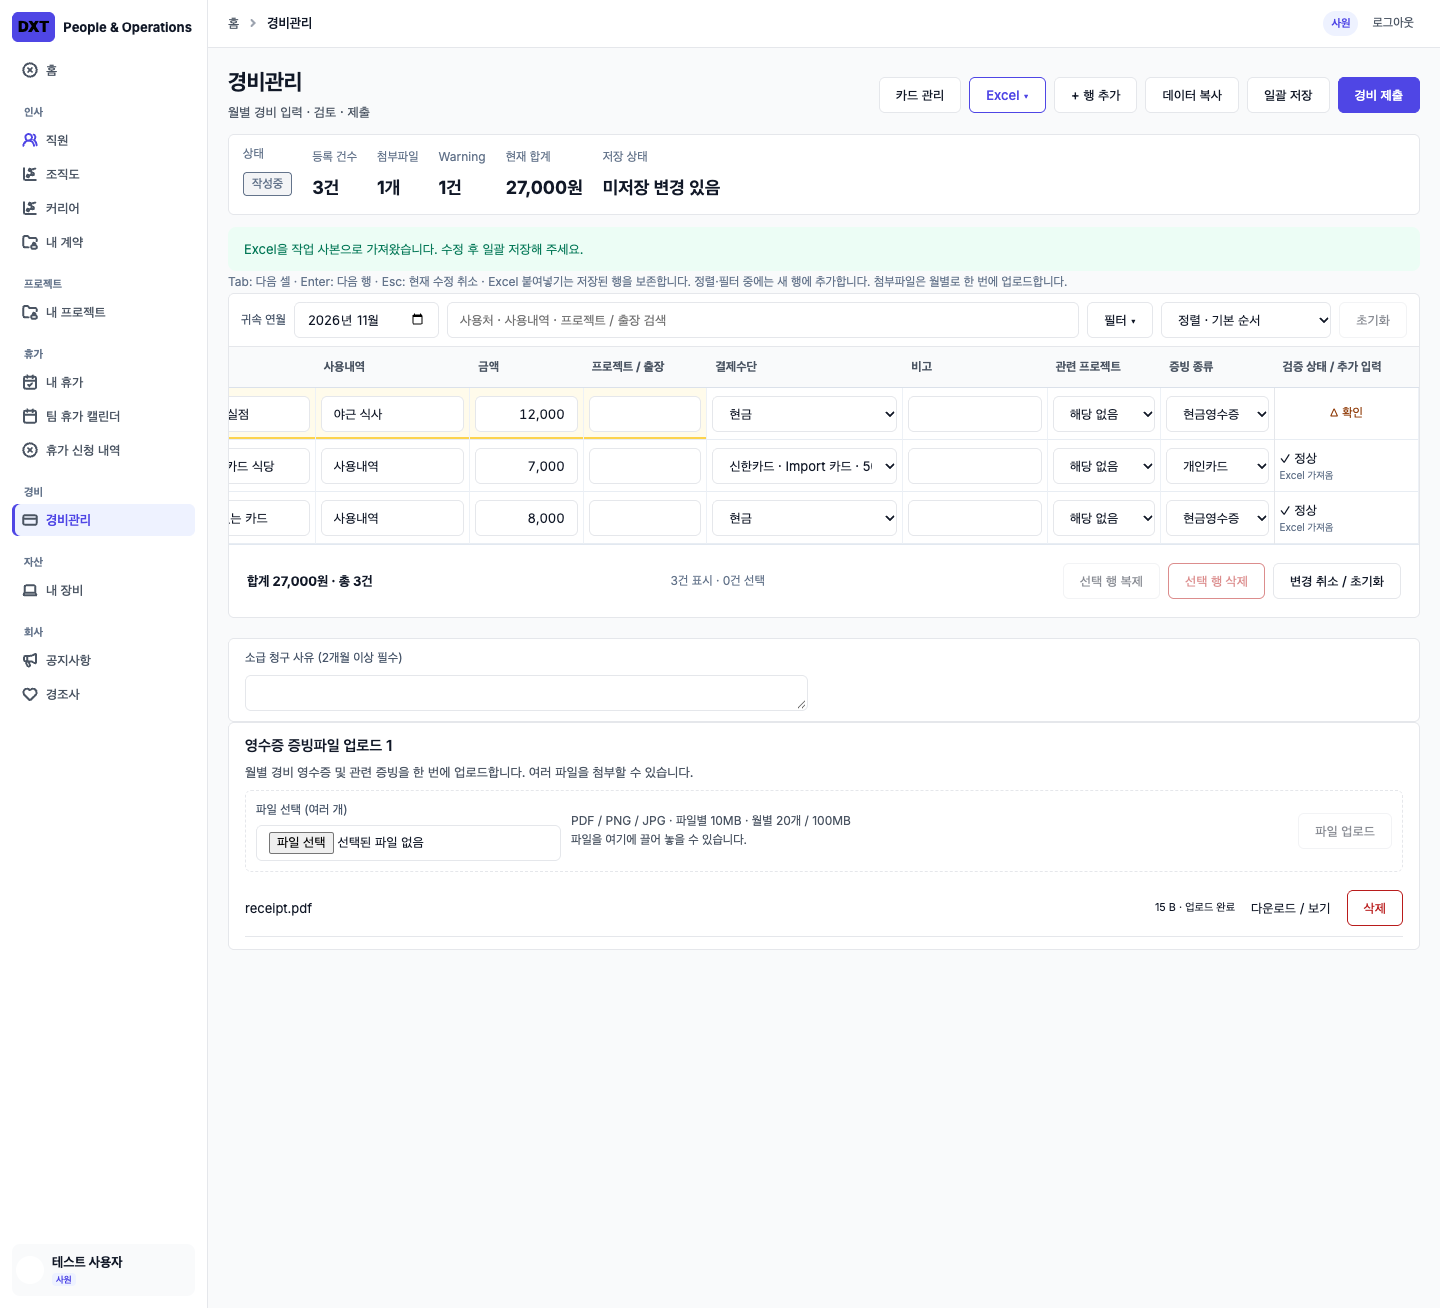 DXT People & Operations
홈
인사
직원
조직도
커리어
내 계약
프로젝트
내 프로젝트
휴가
내 휴가
팀 휴가 캘린더
휴가 신청 내역
경비
경비관리
자산
내 장비
회사
공지사항
경조사
테스트 사용자
사원
홈 > 경비관리
사원 로그아웃
경비관리
월별 경비 입력 · 검토 · 제출
카드 관리 Excel ▾ + 행 추가 데이터 복사 일괄 저장 경비 제출
상태 등록 건수 첨부파일 Warning 현재 합계 저장 상태
작성중 3건 1개 1건 27,000원 미저장 변경 있음
Excel을 작업 사본으로 가져왔습니다. 수정 후 일괄 저장해 주세요.
Tab: 다음 셀 · Enter: 다음 행 · Esc: 현재 수정 취소 · Excel 붙여넣기는 저장된 행을 보존합니다. 정렬·필터 중에는 새 행에 추가합니다. 첨부파일은 월별로 한 번에 업로드합니다.
귀속 연월 2026년 11월 사용처 · 사용내역 · 프로젝트 / 출장 검색 필터 ▾ 정렬 · 기본 순서 초기화
사용내역 금액 프로젝트 / 출장 결제수단 비고 관련 프로젝트 증빙 종류 검증 상태 / 추가 입력
실점 야근 식사 12,000 현금 해당 없음 현금영수증 △ 확인
카드 식당 사용내역 7,000 신한카드 · Import 카드 · 5 해당 없음 개인카드 ✓ 정상
Excel 가져옴
는 카드 사용내역 8,000 현금 해당 없음 현금영수증 ✓ 정상
Excel 가져옴
합계 27,000원 · 총 3건 3건 표시 · 0건 선택 선택 행 복제 선택 행 삭제 변경 취소 / 초기화
소급 청구 사유 (2개월 이상 필수)
영수증 증빙파일 업로드 1
월별 경비 영수증 및 관련 증빙을 한 번에 업로드합니다. 여러 파일을 첨부할 수 있습니다.
파일 선택 (여러 개)
파일 선택 선택된 파일 없음
PDF / PNG / JPG · 파일별 10MB · 월별 20개 / 100MB
파일을 여기에 끌어 놓을 수 있습니다.
파일 업로드
receipt.pdf 15 B · 업로드 완료 다운로드 / 보기 삭제